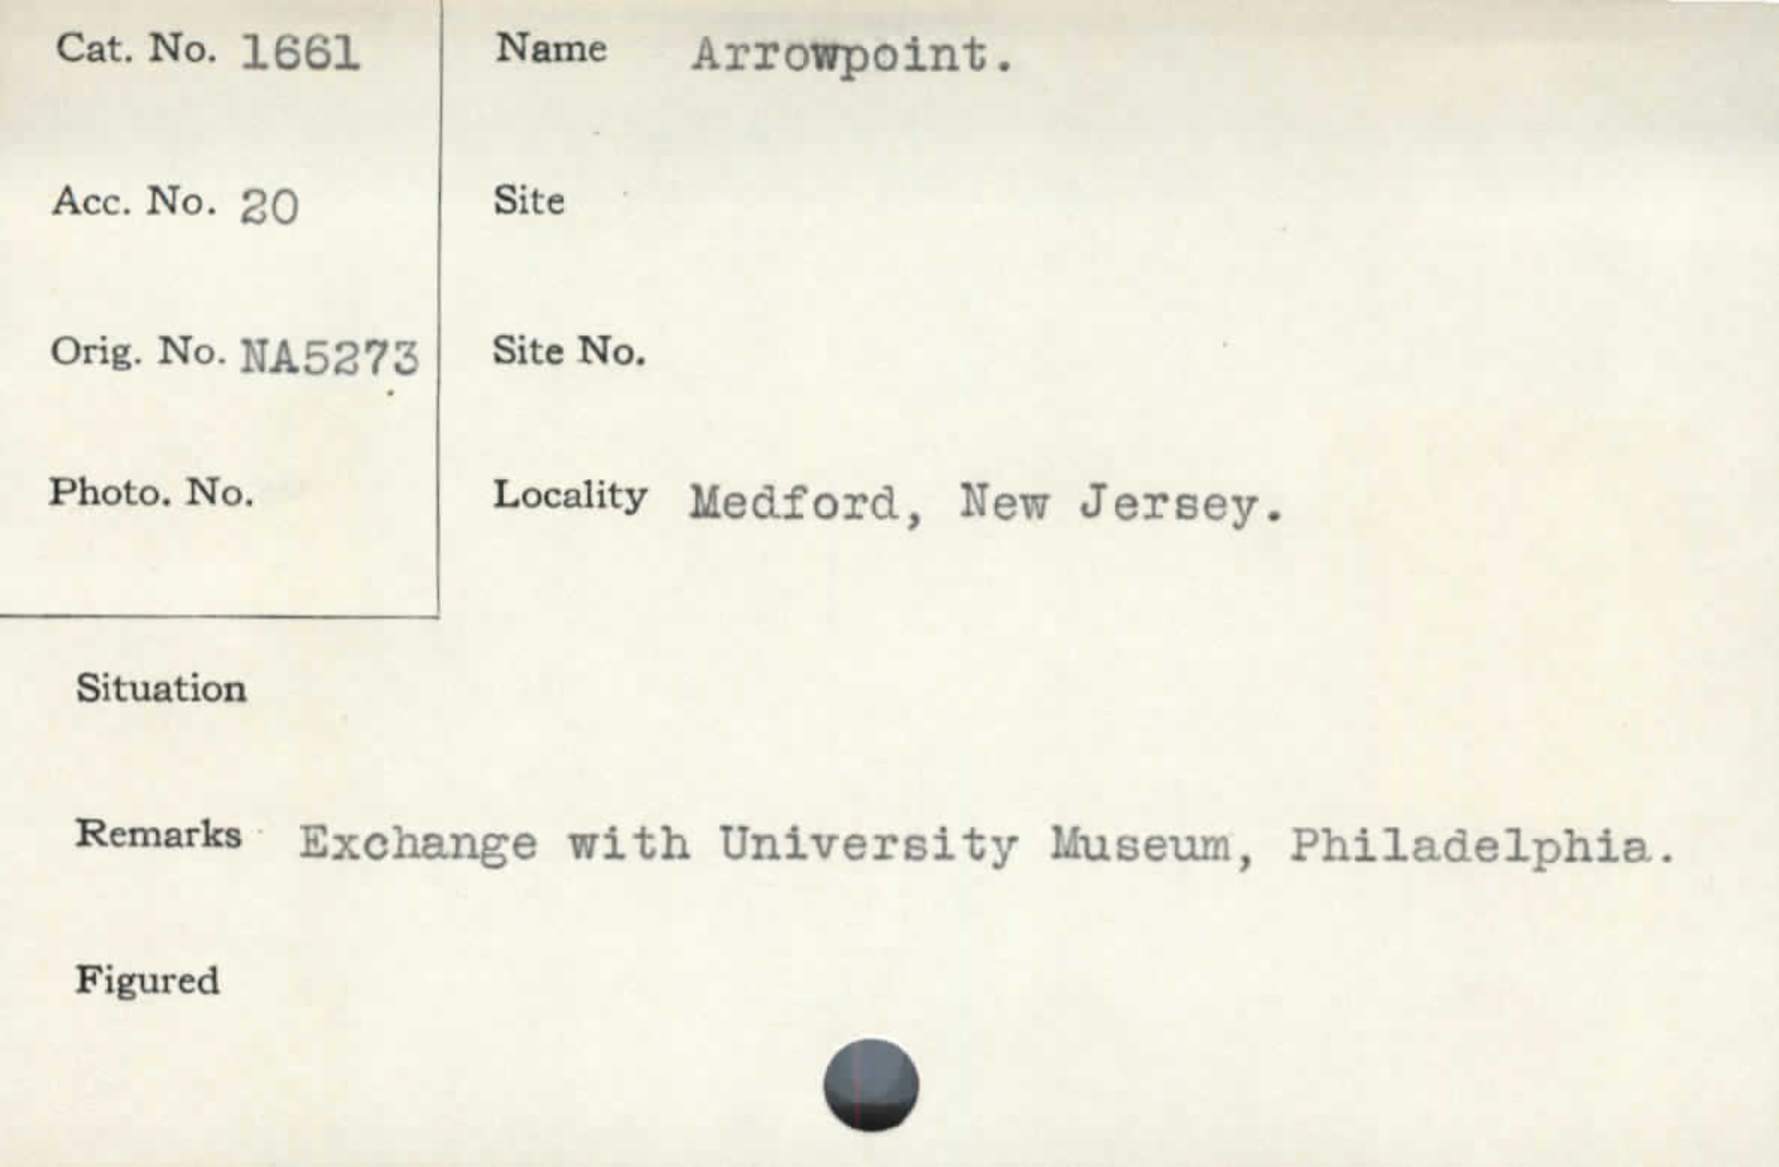 Cat. No. 1661
Name Arrowpoint.
Acc. No. 20
Site
Orig. No. NA5273
Site No.
Photo. No.
Locality Medford, New Jersey.
Situation
Remarks Exchange with University Museum, Philadelphia.
Figured